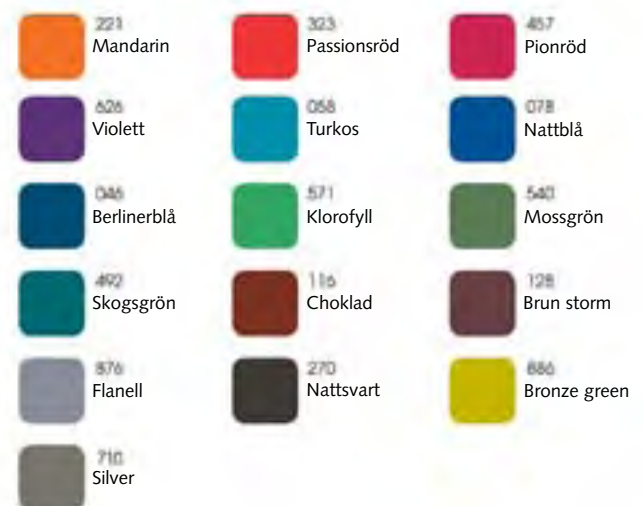 221
Mandarin
323
Passionsröd
457
Pionröd
626
Violett
058
Turkos
078
Nattblå
046
Berlinerblå
571
Klorofyll
540
Mossgrön
492
Skogsgrön
116
Choklad
128
Brun storm
876
Flanell
270
Nattsvart
886
Bronze green
710
Silver